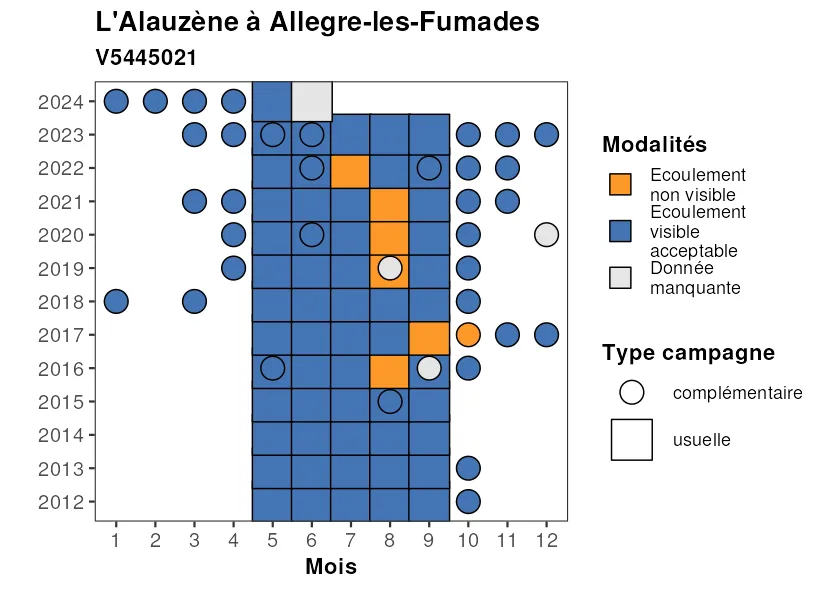 L'Alauzène à Allegre-les-Fumades
V5445021
2024
2023
2022
2021
2020
2019
2018
2017
2016
2015
2014
2013
2012
1 2 3 4 5 6 7 8 9 10 11 12
Mois
Modalités
Ecoulement
non visible
Ecoulement
visible
acceptable
Donnée
manquante
Type campagne
complémentaire
usuelle